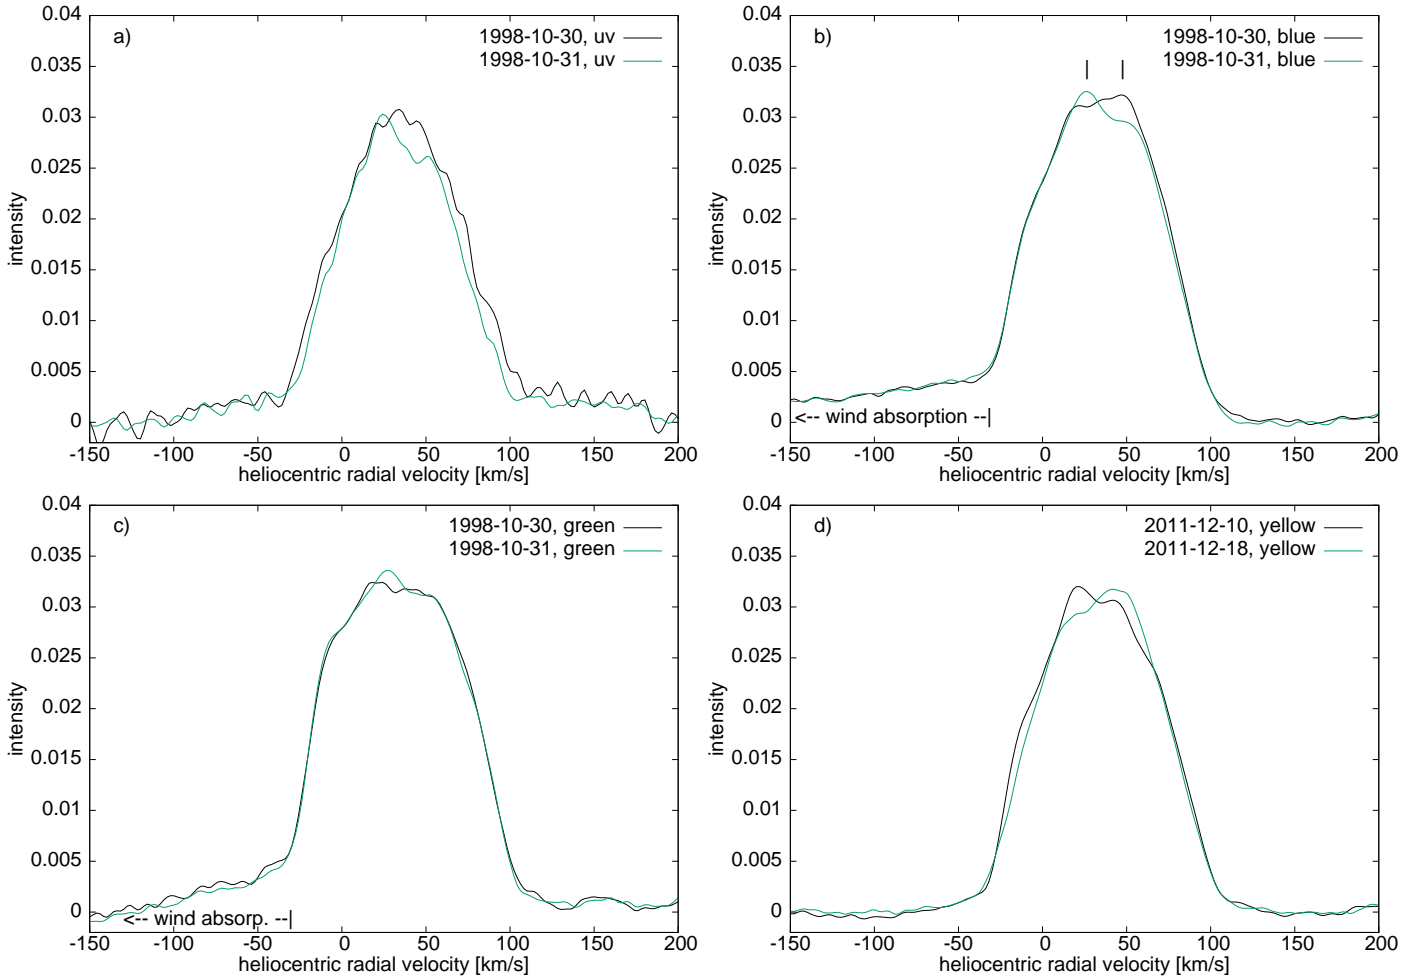 a)
1998-10-30, uv
1998-10-31, uv
0.04
0.035
0.03
0.025
0.02
0.015
0.01
0.005
0
intensity
-150 -100 -50 0 50 100 150 200
heliocentric radial velocity [km/s]
b)
1998-10-30, blue
1998-10-31, blue
| |
0.04
0.035
0.03
0.025
0.02
0.015
0.01
0.005
0
intensity
<-- wind absorption --|
-150 -100 -50 0 50 100 150 200
heliocentric radial velocity [km/s]
c)
1998-10-30, green
1998-10-31, green
0.04
0.035
0.03
0.025
0.02
0.015
0.01
0.005
0
intensity
<-- wind absorp. --|
-150 -100 -50 0 50 100 150 200
heliocentric radial velocity [km/s]
d)
2011-12-10, yellow
2011-12-18, yellow
0.04
0.035
0.03
0.025
0.02
0.015
0.01
0.005
0
intensity
-150 -100 -50 0 50 100 150 200
heliocentric radial velocity [km/s]